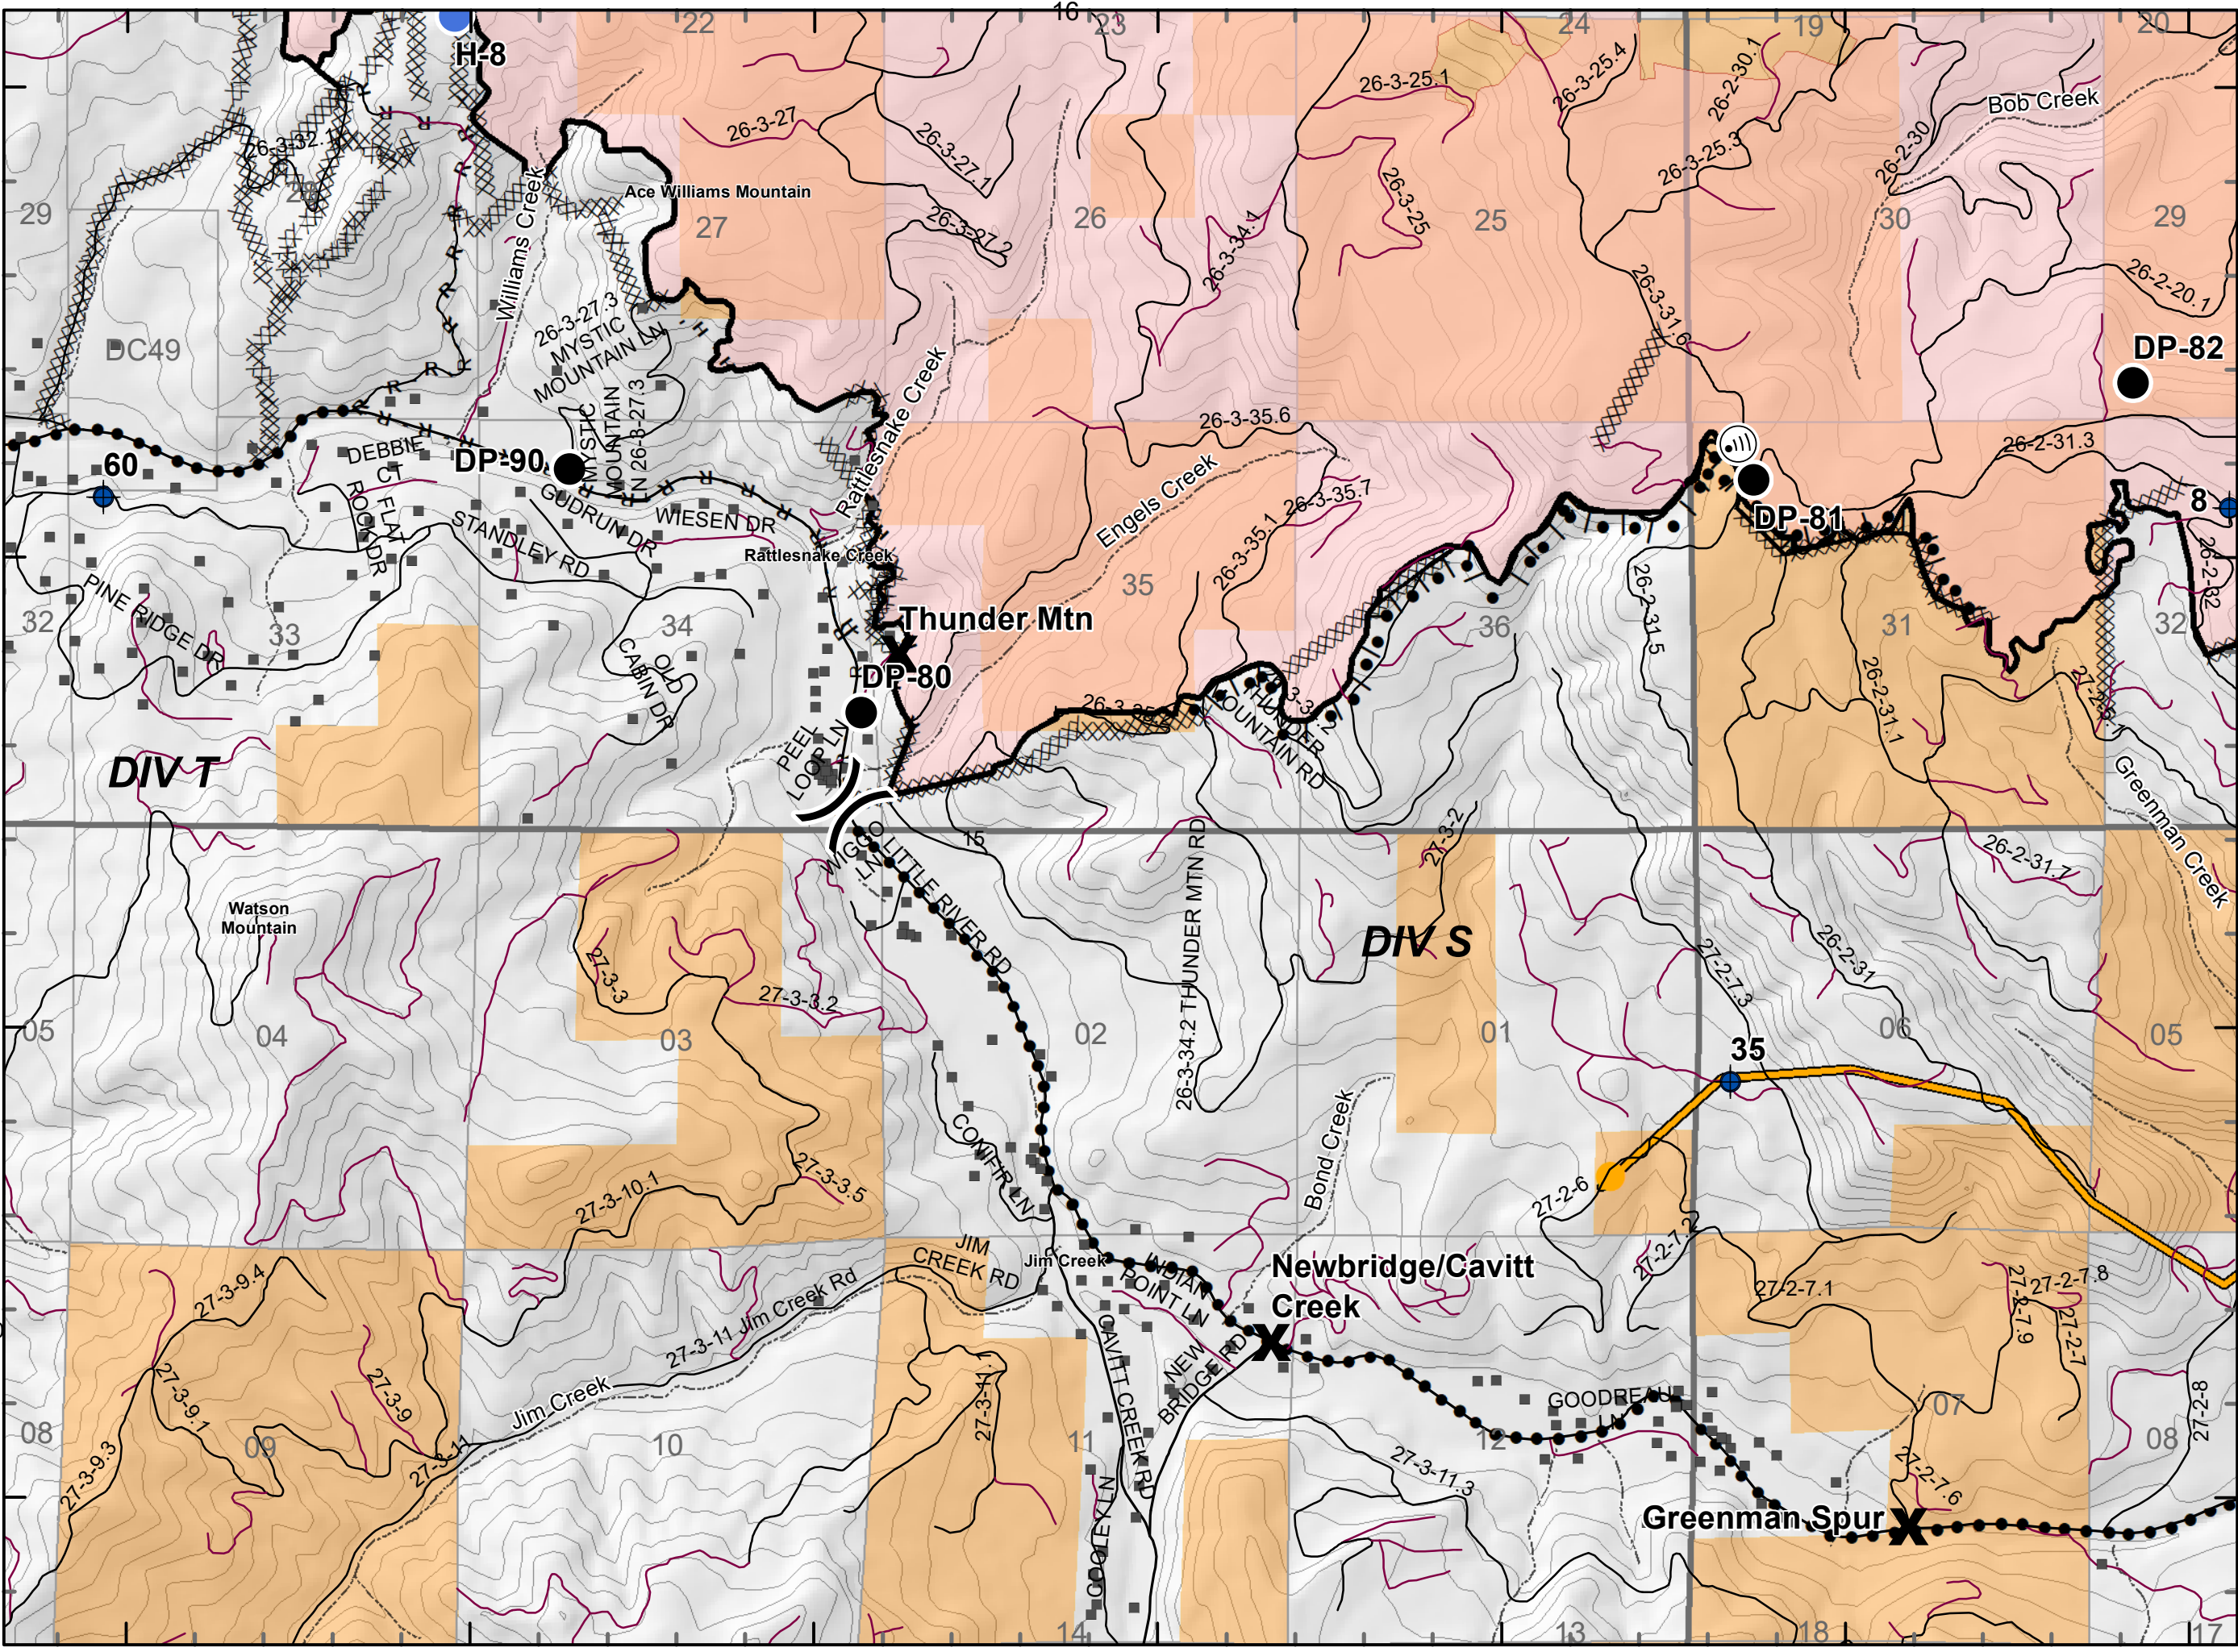 16
22
23
24
19
20
H-8
26-3-25.1
26-3-25.4
26-2-30.1
Bob Creek
26-3-27
26-3-27.1
26-3-32.1
26-3-25.3
26-2-30
28
29
Williams Creek
Ace Williams Mountain
27
26-3-27.2
26
26-3-34.1
26-3-25
25
30
29
26-2-20.1
26-3-31.6
26-3-27.3
MYSTIC
MOUNTAIN LN
DC49
DP-82
Rattlesnake Creek
26-3-35.6
26-2-31.3
DEBBIE
CT
60
DP-90
MYSTIC
MOUNTAIN
LN 26-3-27.3
FLAT
ROCK DR
STANDLEY RD
GUDRUN DR
WIESEN DR
Rattlesnake Creek
Engels Creek
26-3-35.1
26-3-35.7
DP-81
8
26-2-32
PINE RIDGE DR
32
33
34
OLD
CABIN DR
Thunder Mtn
DP-80
35
36
26-2-31.5
31
26-2-31.1
32
27-2-5.1
THUNDER
MOUNTAIN RD
PEEL
LOOP LN
DIV T
Greenman Creek
WIGGO
LN
LITTLE RIVER RD
15
27-3-2
26-2-31.7
Watson
Mountain
26-3-34.2 THUNDER MTN RD
DIV S
27-3-3
27-3-3.2
27-2-7.3
26-2-31
05
04
03
02
01
35
06
05
CONIFIR LN
Bond Creek
27-3-10.1
27-3-3.5
27-2-6
27-2-7.2
JIM
CREEK RD
Jim Creek
INDIAN
POINT LN
Newbridge/Cavitt
Creek
27-3-9.4
27-3-11 Jim Creek Rd
27-2-7.1
27-2-7.9
27-2-7.8
27-2-7
27-3-9.1
27-3-9
Jim Creek
27-3-11.1
CAVITT CREEK RD
NEW
BRIDGE RD
GOODREAU
LN
07
27-2-8
08
09
10
11
12
08
27-3-9.3
27-3-11
27-3-11.3
27-2-7.6
Greenman Spur
COOLEY LN
14
13
18
17